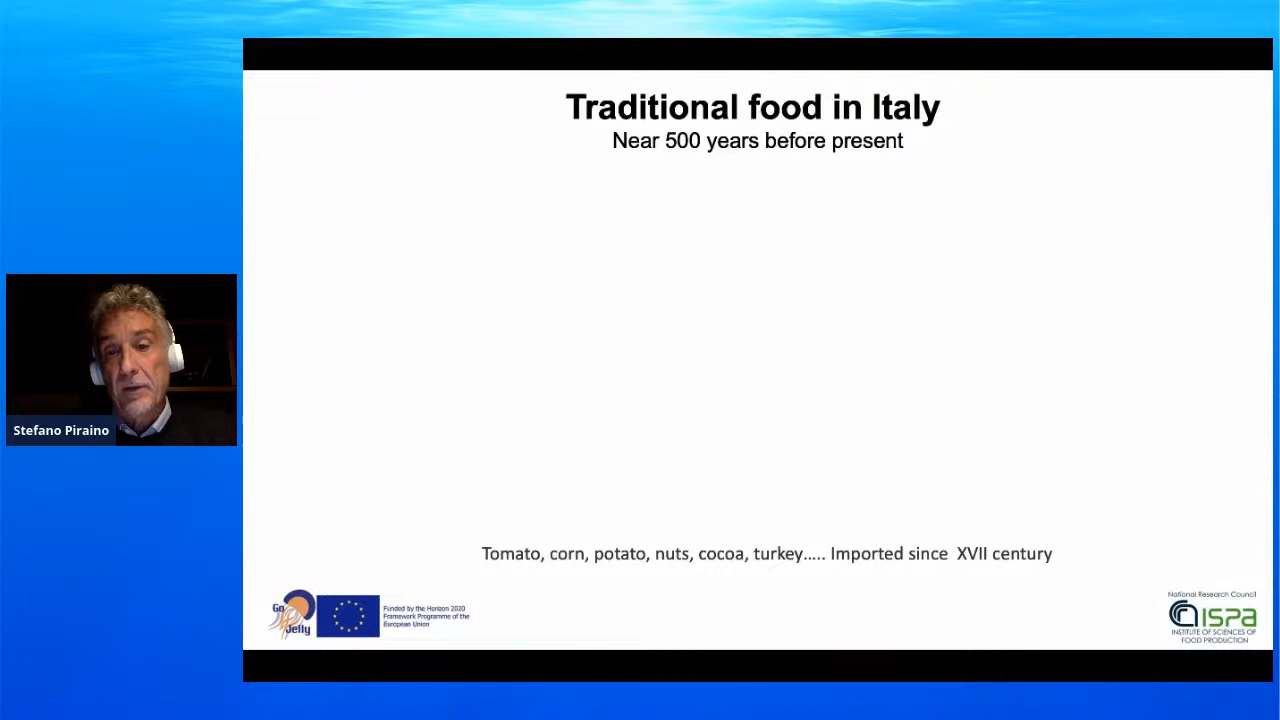 Traditional food in Italy
Near 500 years before present
Stefano Piraino
Tomato, corn, potato, nuts, cocoa, turkey..... Imported since XVII century
Go
Jelly
Funded by the Horizon 2020
Framework Programme of the
European Union
National Research Council
ISPA
INSTITUTE OF SCIENCES OF
FOOD PRODUCTION